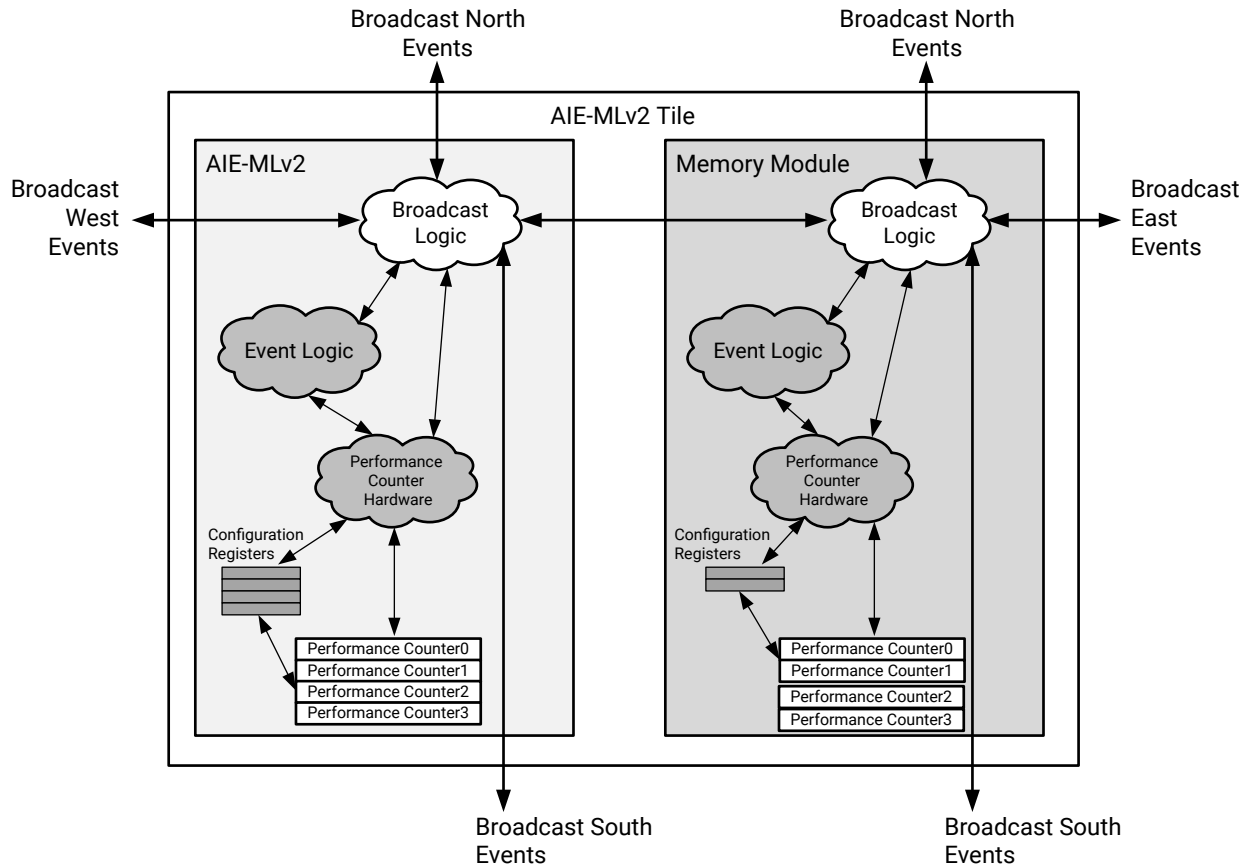 Broadcast North
Events
Broadcast North
Events
AIE-MLv2 Tile
AIE-MLv2
Memory Module
Broadcast
West
Events
Broadcast
Logic
Broadcast
Logic
Broadcast
East
Events
Event Logic
Event Logic
Performance
Counter
Hardware
Performance
Counter
Hardware
Configuration
Registers
Configuration
Registers
Performance Counter0
Performance Counter1
Performance Counter2
Performance Counter3
Performance Counter0
Performance Counter1
Performance Counter2
Performance Counter3
Broadcast South
Events
Broadcast South
Events